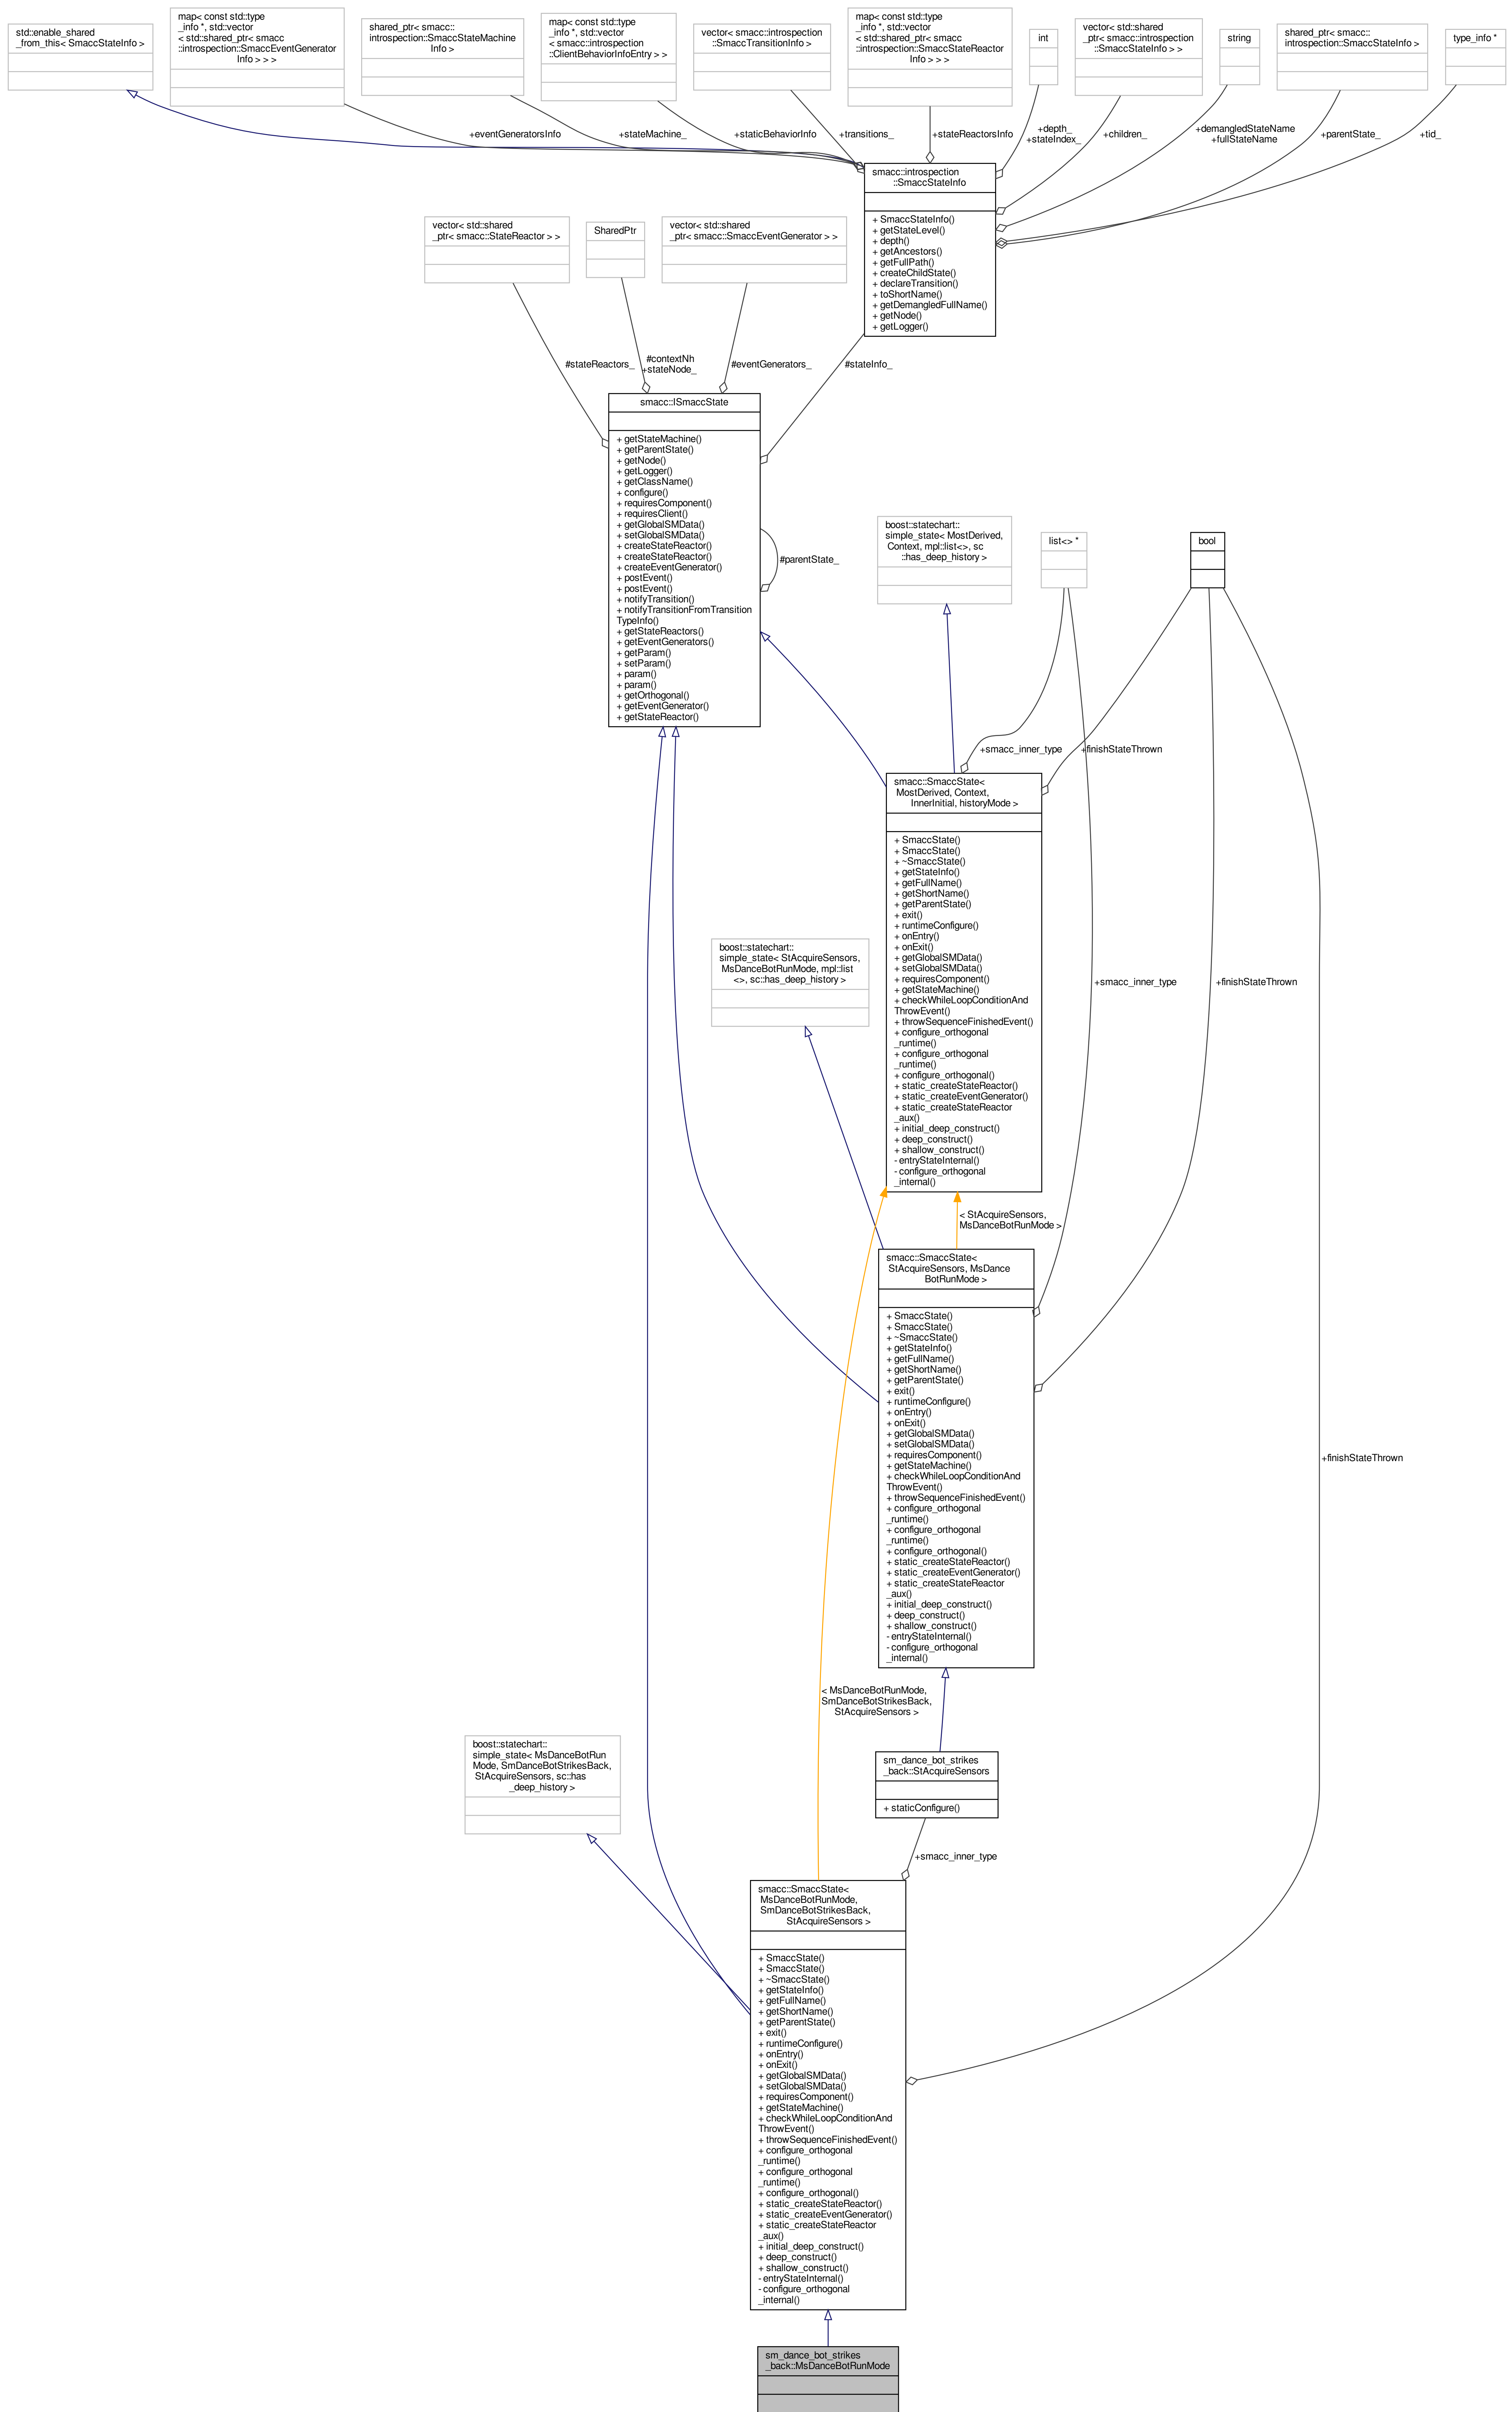 std::enable_shared
_from_this< SmaccStateInfo >
map< const std::type
_info *, std::vector
< std::shared_ptr< smacc
::introspection::SmaccEventGenerator
Info > > >
shared_ptr< smacc::
introspection::SmaccStateMachine
Info >
map< const std::type
_info *, std::vector
< smacc::introspection
::ClientBehaviorInfoEntry > >
vector< smacc::introspection
::SmaccTransitionInfo >
map< const std::type
_info *, std::vector
< std::shared_ptr< smacc
::introspection::SmaccStateReactor
Info > > >
int
vector< std::shared
_ptr< smacc::introspection
::SmaccStateInfo > >
string
shared_ptr< smacc::
introspection::SmaccStateInfo >
type_info *
+eventGeneratorsInfo
+stateMachine_
+staticBehaviorInfo
+transitions_
+stateReactorsInfo
+depth_
+stateIndex_
+children_
+demangledStateName
+fullStateName
+parentState_
+tid_
smacc::introspection
::SmaccStateInfo
+ SmaccStateInfo()
+ getStateLevel()
+ depth()
+ getAncestors()
+ getFullPath()
+ createChildState()
+ declareTransition()
+ toShortName()
+ getDemangledFullName()
+ getNode()
+ getLogger()
vector< std::shared
_ptr< smacc::StateReactor > >
SharedPtr
vector< std::shared
_ptr< smacc::SmaccEventGenerator > >
#stateReactors_
#contextNh
+stateNode_
#eventGenerators_
#stateInfo_
smacc::ISmaccState
+ getStateMachine()
+ getParentState()
+ getNode()
+ getLogger()
+ getClassName()
+ configure()
+ requiresComponent()
+ requiresClient()
+ getGlobalSMData()
+ setGlobalSMData()
+ createStateReactor()
+ createStateReactor()
+ createEventGenerator()
+ postEvent()
+ postEvent()
+ notifyTransition()
+ notifyTransitionFromTransition
TypeInfo()
+ getStateReactors()
+ getEventGenerators()
+ getParam()
+ setParam()
+ param()
+ param()
+ getOrthogonal()
+ getEventGenerator()
+ getStateReactor()
#parentState_
boost::statechart::
simple_state< MostDerived,
Context, mpl::list<>, sc
::has_deep_history >
list<> *
bool
+smacc_inner_type
+finishStateThrown
smacc::SmaccState<
MostDerived, Context,
InnerInitial, historyMode >
+ SmaccState()
+ SmaccState()
+ ~SmaccState()
+ getStateInfo()
+ getFullName()
+ getShortName()
+ getParentState()
+ exit()
+ runtimeConfigure()
+ onEntry()
+ onExit()
+ getGlobalSMData()
+ setGlobalSMData()
+ requiresComponent()
+ getStateMachine()
+ checkWhileLoopConditionAnd
ThrowEvent()
+ throwSequenceFinishedEvent()
+ configure_orthogonal
_runtime()
+ configure_orthogonal
_runtime()
+ configure_orthogonal()
+ static_createStateReactor()
+ static_createEventGenerator()
+ static_createStateReactor
_aux()
+ initial_deep_construct()
+ deep_construct()
+ shallow_construct()
- entryStateInternal()
- configure_orthogonal
_internal()
boost::statechart::
simple_state< StAcquireSensors,
MsDanceBotRunMode, mpl::list
<>, sc::has_deep_history >
+smacc_inner_type
+finishStateThrown
< StAcquireSensors,
MsDanceBotRunMode >
smacc::SmaccState<
StAcquireSensors, MsDance
BotRunMode >
+ SmaccState()
+ SmaccState()
+ ~SmaccState()
+ getStateInfo()
+ getFullName()
+ getShortName()
+ getParentState()
+ exit()
+ runtimeConfigure()
+ onEntry()
+ onExit()
+ getGlobalSMData()
+ setGlobalSMData()
+ requiresComponent()
+ getStateMachine()
+ checkWhileLoopConditionAnd
ThrowEvent()
+ throwSequenceFinishedEvent()
+ configure_orthogonal
_runtime()
+ configure_orthogonal
_runtime()
+ configure_orthogonal()
+ static_createStateReactor()
+ static_createEventGenerator()
+ static_createStateReactor
_aux()
+ initial_deep_construct()
+ deep_construct()
+ shallow_construct()
- entryStateInternal()
- configure_orthogonal
_internal()
+finishStateThrown
< MsDanceBotRunMode,
SmDanceBotStrikesBack,
StAcquireSensors >
boost::statechart::
simple_state< MsDanceBotRun
Mode, SmDanceBotStrikesBack,
StAcquireSensors, sc::has
_deep_history >
sm_dance_bot_strikes
_back::StAcquireSensors
+ staticConfigure()
+smacc_inner_type
smacc::SmaccState<
MsDanceBotRunMode,
SmDanceBotStrikesBack,
StAcquireSensors >
+ SmaccState()
+ SmaccState()
+ ~SmaccState()
+ getStateInfo()
+ getFullName()
+ getShortName()
+ getParentState()
+ exit()
+ runtimeConfigure()
+ onEntry()
+ onExit()
+ getGlobalSMData()
+ setGlobalSMData()
+ requiresComponent()
+ getStateMachine()
+ checkWhileLoopConditionAnd
ThrowEvent()
+ throwSequenceFinishedEvent()
+ configure_orthogonal
_runtime()
+ configure_orthogonal
_runtime()
+ configure_orthogonal()
+ static_createStateReactor()
+ static_createEventGenerator()
+ static_createStateReactor
_aux()
+ initial_deep_construct()
+ deep_construct()
+ shallow_construct()
- entryStateInternal()
- configure_orthogonal
_internal()
sm_dance_bot_strikes
_back::MsDanceBotRunMode